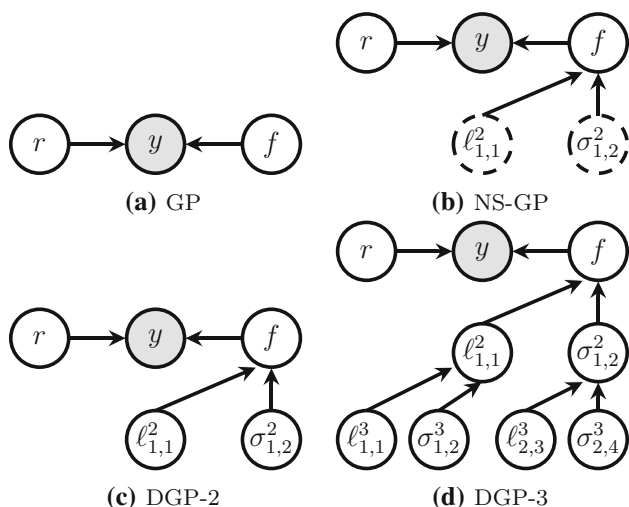 r y f
ℓ²₁,₁ σ²₁,₂
(b) NS-GP
r y f
(a) GP
r y f
ℓ²₁,₁ σ²₁,₂
ℓ³₁,₁ σ³₁,₂ ℓ³₂,₃ σ³₂,₄
(d) DGP-3
r y f
ℓ²₁,₁ σ²₁,₂
(c) DGP-2